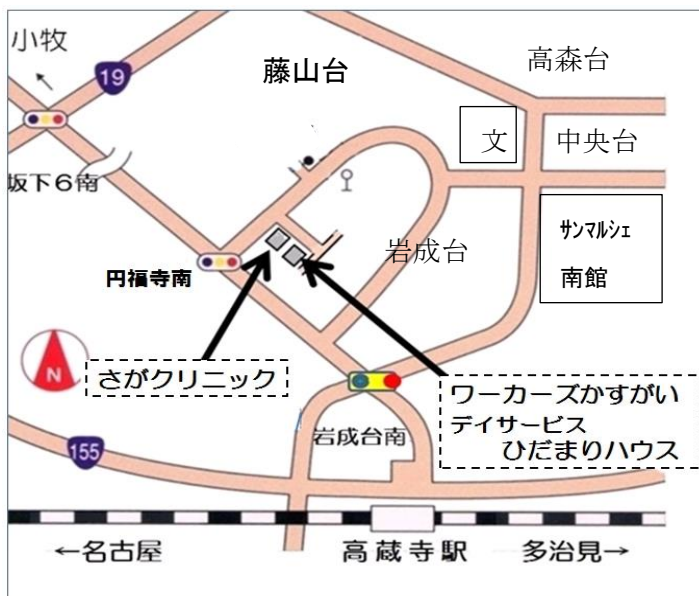 小牧
19
藤山台
高森台
文
中央台
坂下6南
サンマルシェ
南館
岩成台
円福寺南
さがクリニック
N
ワーカーズかすがい
デイサービス
ひだまりハウス
岩成台南
155
←名古屋
高蔵寺駅
多治見→